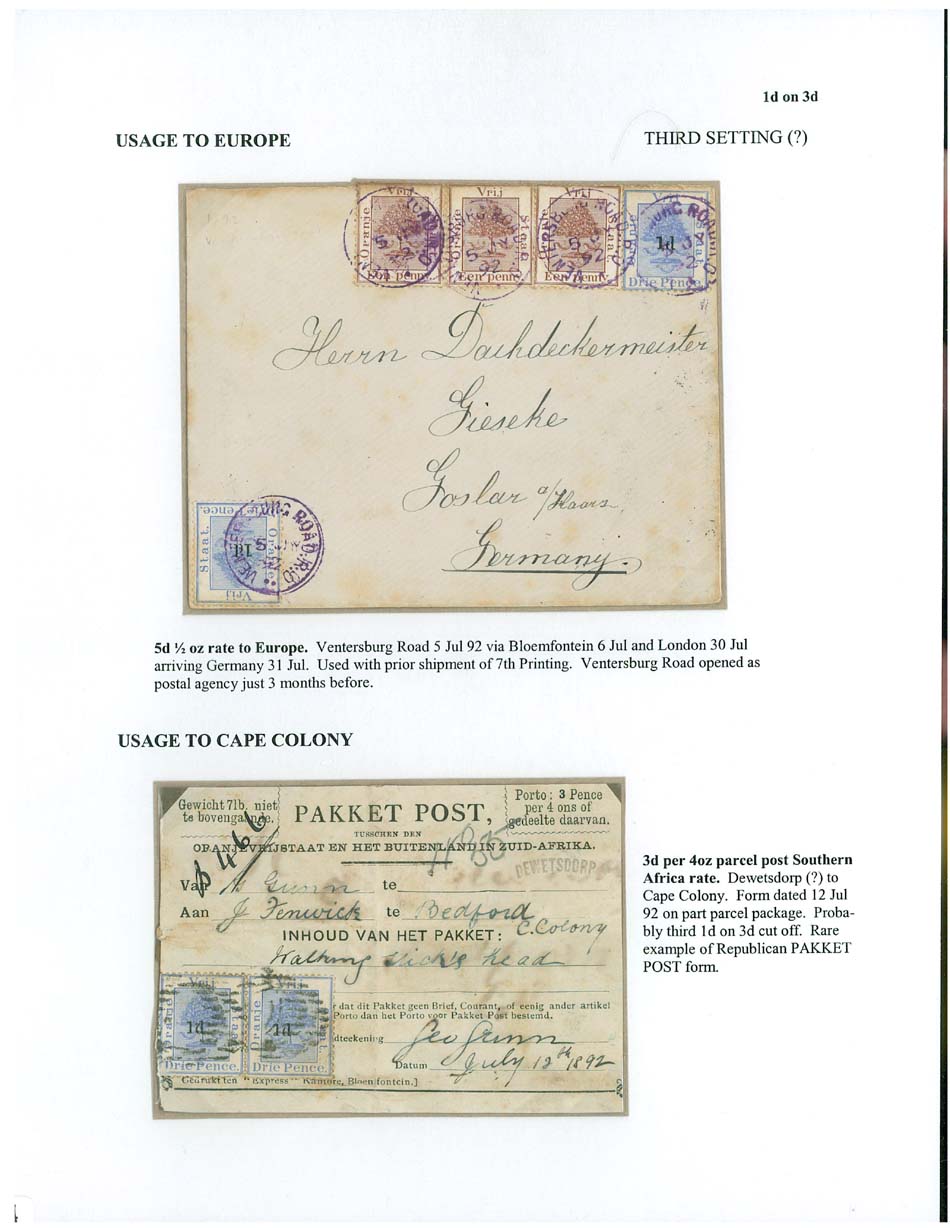 1d on 3d
USAGE TO EUROPE
THIRD SETTING (?)
Vrij Vrij Vrij
Oranje Oranje Staat. Oranje
Een penny Een penny Een penny
1d
Drie Pence.
Herrn Dachdeckermeister
Gieseke
Goslar a/Haarz.
Germany.
Drie Pence.
Staat. 1d Oranje
Vrij
VENTERSBURG ROAD.R.O
5
92
5d ½ oz rate to Europe. Ventersburg Road 5 Jul 92 via Bloemfontein 6 Jul and London 30 Jul
arriving Germany 31 Jul. Used with prior shipment of 7th Printing. Ventersburg Road opened as
postal agency just 3 months before.
USAGE TO CAPE COLONY
Gewicht 7lb. niet
te bovengaande.
PAKKET POST,
Porto: 3 Pence
per 4 ons of
gedeelte daarvan.
TUSSCHEN DEN
ORANJEVRIJSTAAT EN HET BUITENLAND IN ZUID-AFRIKA.
DEWETSDORP
Van G Gunn te
Aan J Fenwick te Bedford
C. Colony
INHOUD VAN HET PAKKET:
Walking Stick's head
Vrij Vrij
Oranje 1d Staat Oranje 1d
Drie Pence. Drie Pence.
dat dit Pakket geen Brief, Courant, of eenig ander artikel
Porto dan het Porto voor Pakket Post bestemd.
dteekening Geo Gunn
Datum July 12th 1892
Gedrukt ten "Express" Kantore, Bloemfontein.]
3d per 4oz parcel post Southern
Africa rate. Dewetsdorp (?) to
Cape Colony. Form dated 12 Jul
92 on part parcel package. Proba-
bly third 1d on 3d cut off. Rare
example of Republican PAKKET
POST form.